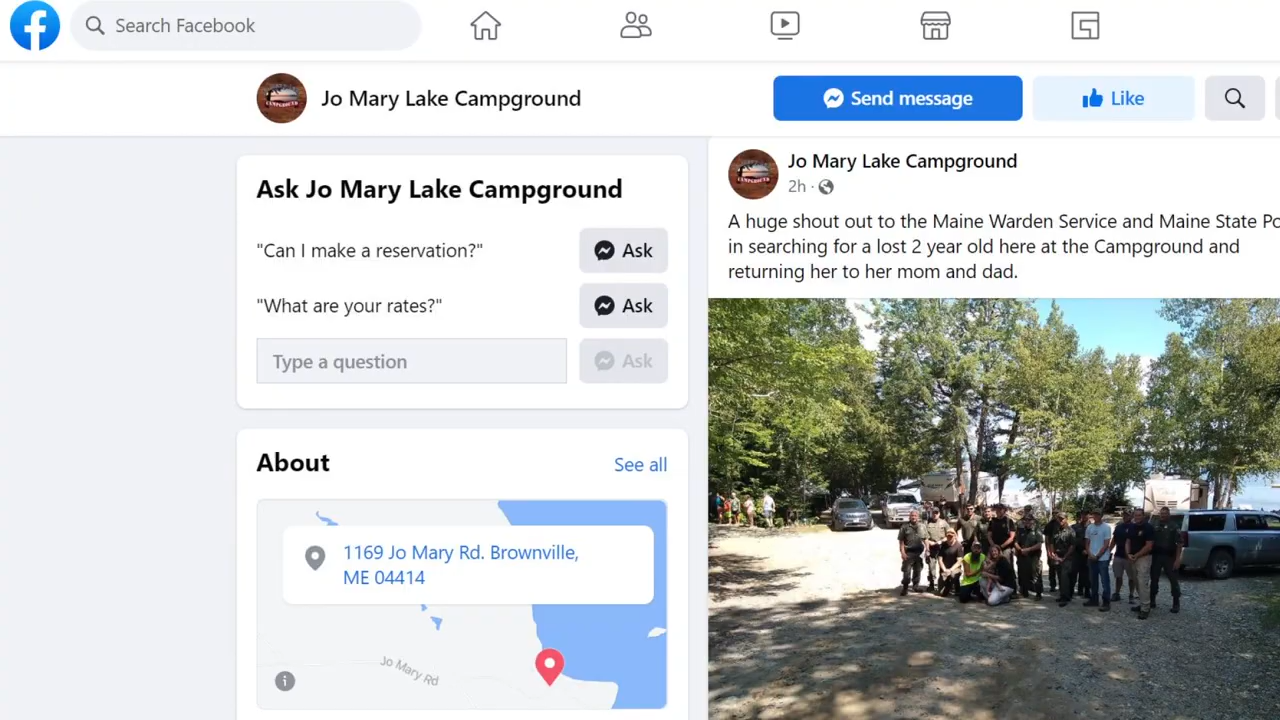 Search Facebook
Jo Mary Lake Campground
Send message
Like
Ask Jo Mary Lake Campground
"Can I make a reservation?"
Ask
"What are your rates?"
Ask
Type a question
Ask
About
See all
1169 Jo Mary Rd. Brownville,
ME 04414
Jo Mary Rd
Jo Mary Lake Campground
2h ·
A huge shout out to the Maine Warden Service and Maine State
in searching for a lost 2 year old here at the Campground and
returning her to her mom and dad.